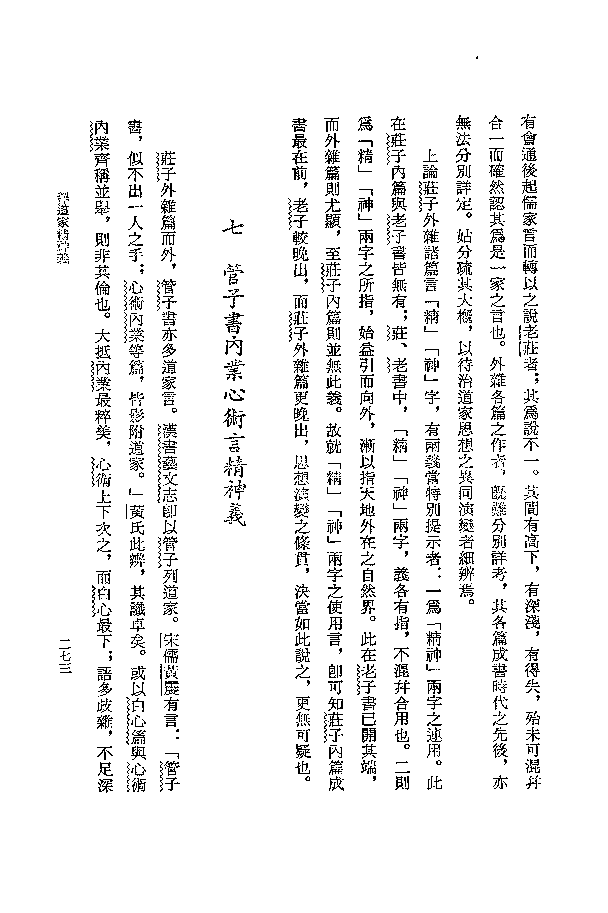 有會通後起儒家言而轉以之說老莊者；其爲說不一。其間有高下，有深淺，有得失，殆未可混幷
合一而確然認其爲是一家之言也。外雜各篇之作者，旣難分別詳考，其各篇成書時代之先後，亦
無法分別詳定。姑分疏其大槪，以待治道家思想之異同演變者細辨焉。
上論莊子外雜諸篇言「精」「神」字，有兩義當特別提示者：一爲「精神」兩字之連用。此
在莊子內篇與老子書皆無有；莊、老書中，「精」「神」兩字，義各有指，不混幷合用也。二則
爲「精」「神」兩字之所指，始益引而向外，漸以指天地外在之自然界。此在老子書已開其端，
而外雜篇則尤顯，至莊子內篇則並無此義。故就「精」「神」兩字之使用言，卽可知莊子內篇成
書最在前，老子較晚出，而莊子外雜篇更晚出，思想演變之條貫，決當如此說之，更無可疑也。
七　管子書內業心術言精神義
莊子外雜篇而外，管子書亦多道家言。漢書藝文志卽以管子列道家。宋儒黃震有言：「管子
書，似不出一人之手；心術內業等篇，皆影附道家。」黃氏此辨，其識卓矣。或以白心篇與心術
內業齊稱並舉，則非其倫也。大抵內業最粹美，心術上下次之，而白心最下；語多歧雜，不足深
釋道家精神義
二七三